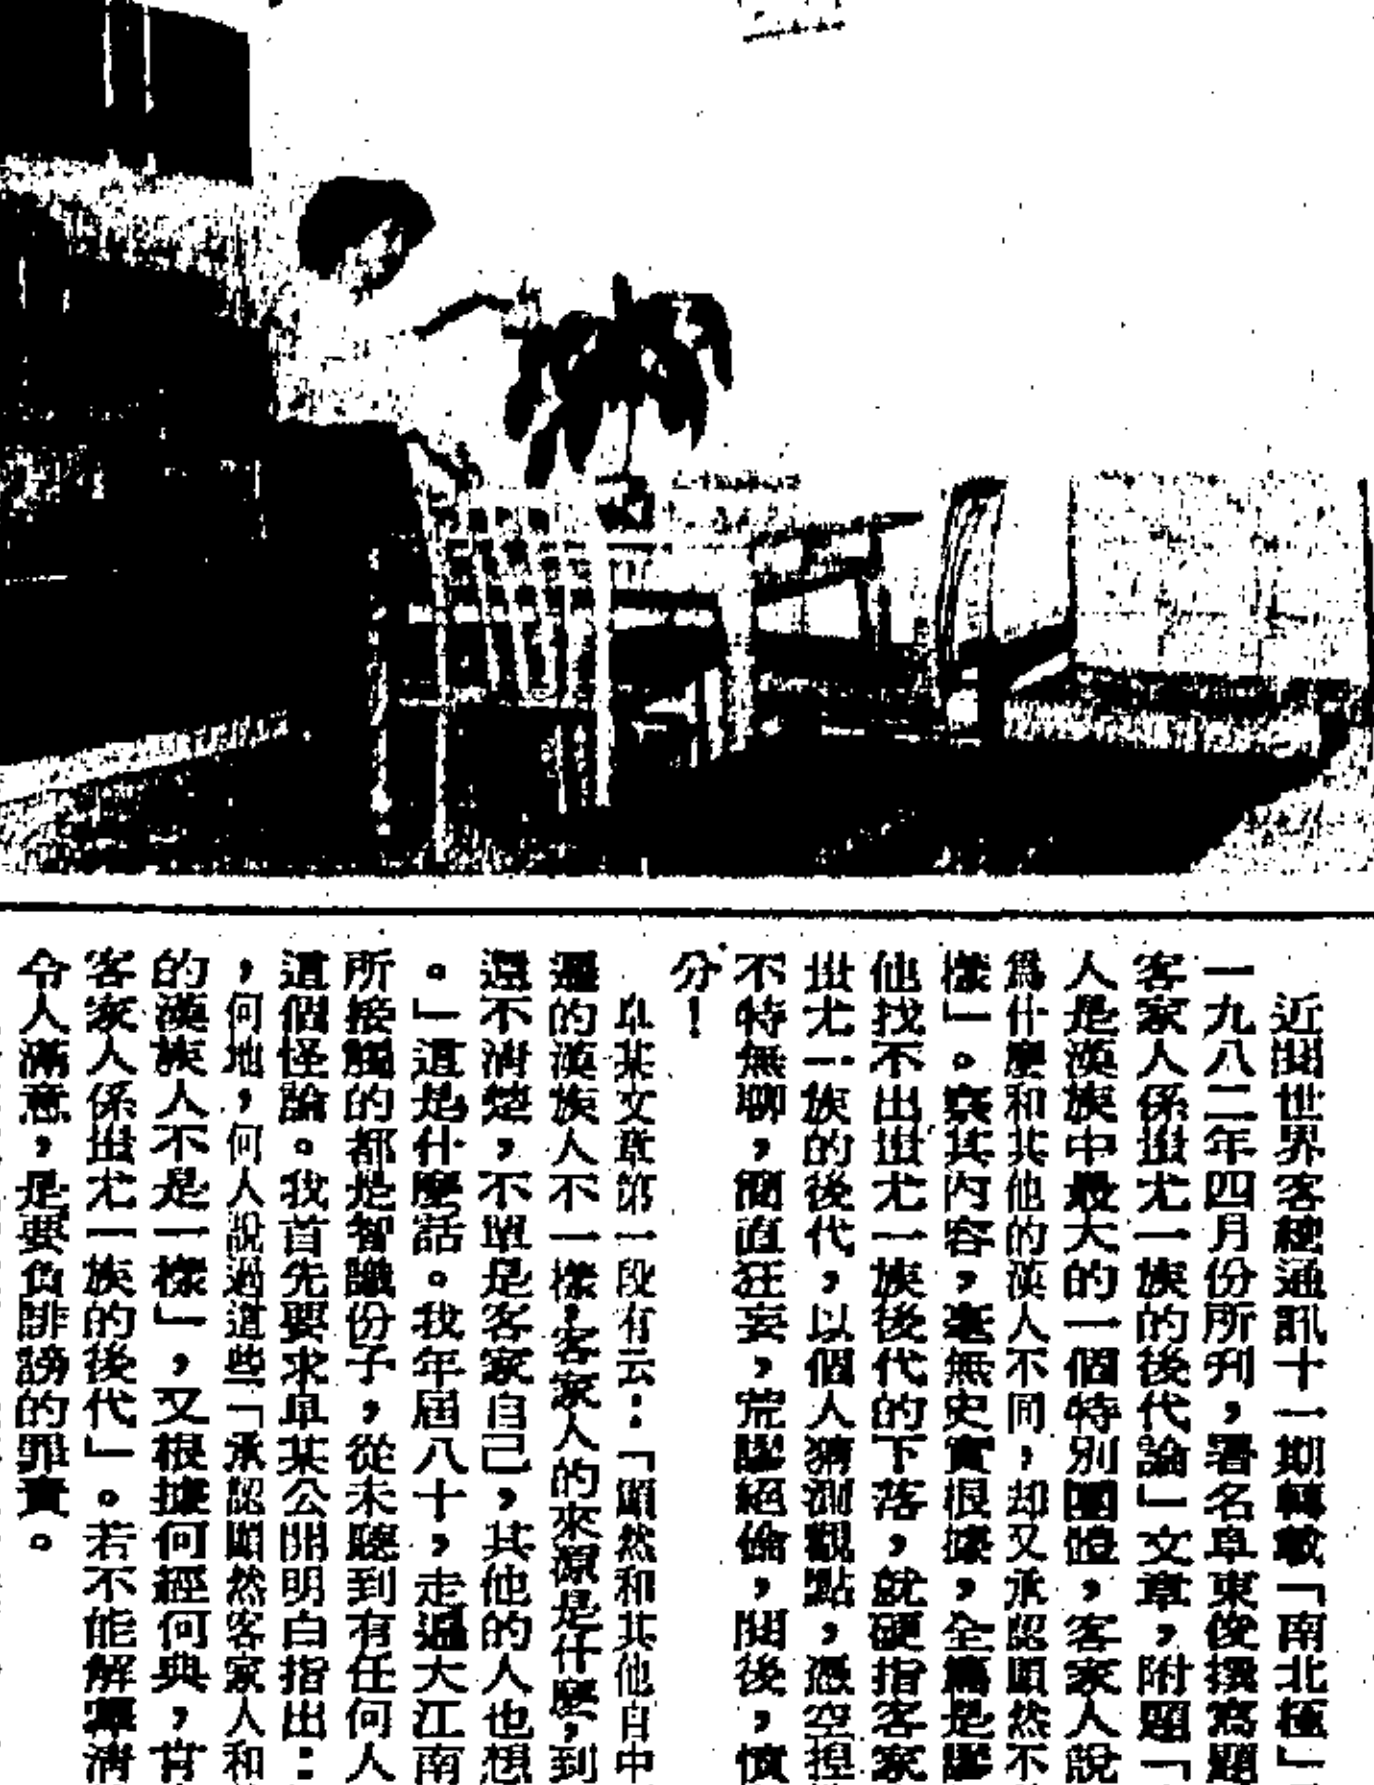 近閱世界客總通訊十一期轉載「南北極」
一九八二年四月份所刊，署名阜東俊撰寫題
客家人係蚩尤一族的後代論」文章，附題「
人是漢族中最大的一個特別團體，客家人說
為什麼和其他的漢人不同，却又承認顯然不
樣」。察其內容，毫無史實根據，全篇是謬
他找不出蚩尤一族後代的下落，就硬指客家
蚩尤一族的後代，以個人猜測觀點，憑空捏
不特無聊，簡直狂妄，荒謬絕倫，閱後，憤
分！
阜某文章第一段有云：「顯然和其他自中
的漢族人不一樣，客家人的來源是什麼，到
還不清楚，不單是客家自己，其他的人也想
。」這是什麼話。我年屆八十，走遍大江南
所接觸的都是智識份子，從未聽到有任何人
這個怪論。我首先要求阜某公開明白指出：
，何地，何人說過這些「承認顯然客家人和
的漢族人不是一樣」，又根據何經何典，肯
客家人係蚩尤一族的後代」。若不能解釋清
令人滿意，是要負誹謗的罪責。